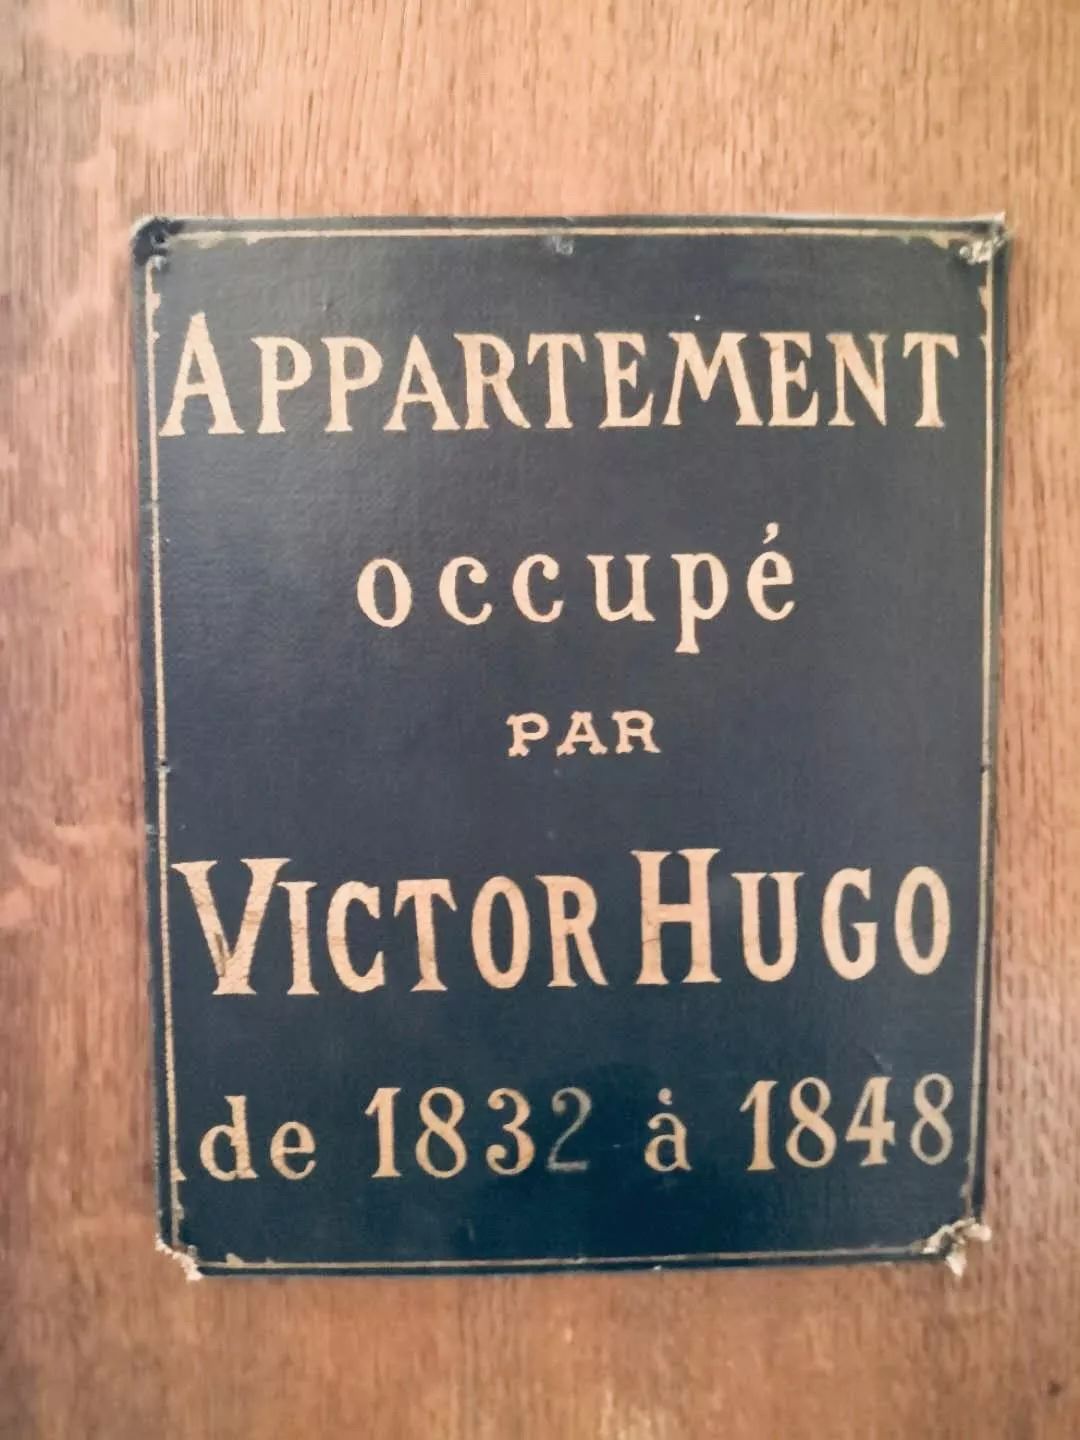 APPARTEMENT
occupé
PAR
VICTOR HUGO
de 1832 à 1848